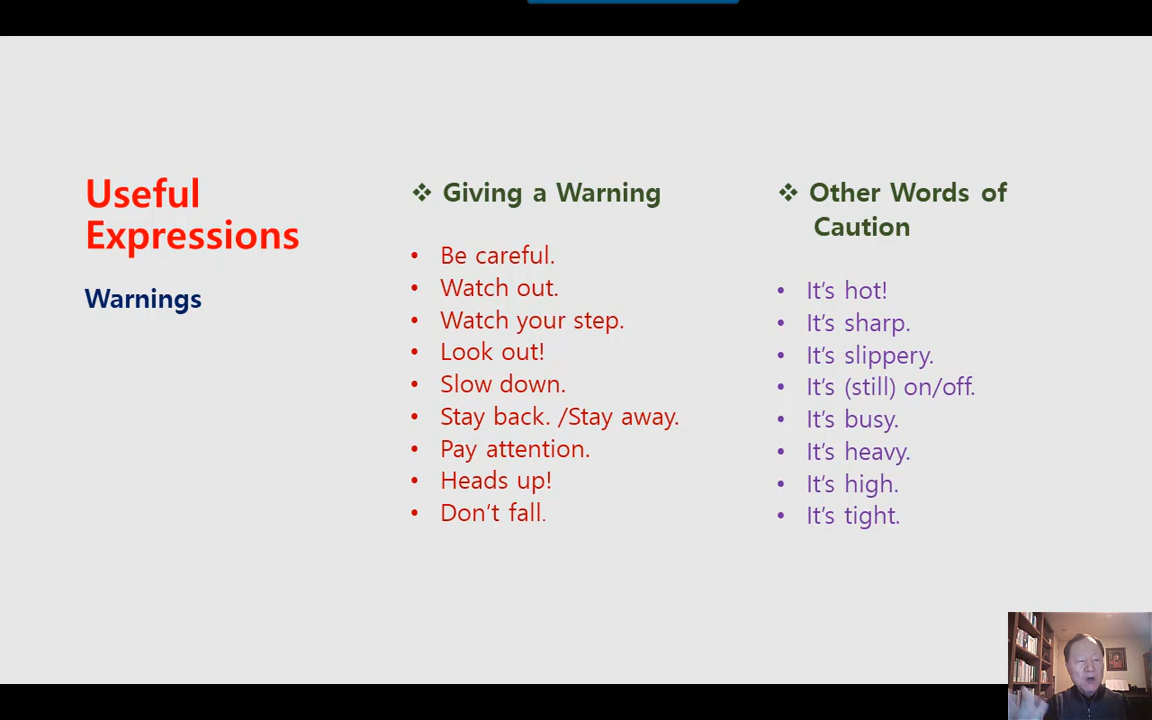 Useful
Expressions
Warnings
❖ Giving a Warning
• Be careful.
• Watch out.
• Watch your step.
• Look out!
• Slow down.
• Stay back. /Stay away.
• Pay attention.
• Heads up!
• Don’t fall.
❖ Other Words of
Caution
• It’s hot!
• It’s sharp.
• It’s slippery.
• It’s (still) on/off.
• It’s busy.
• It’s heavy.
• It’s high.
• It’s tight.